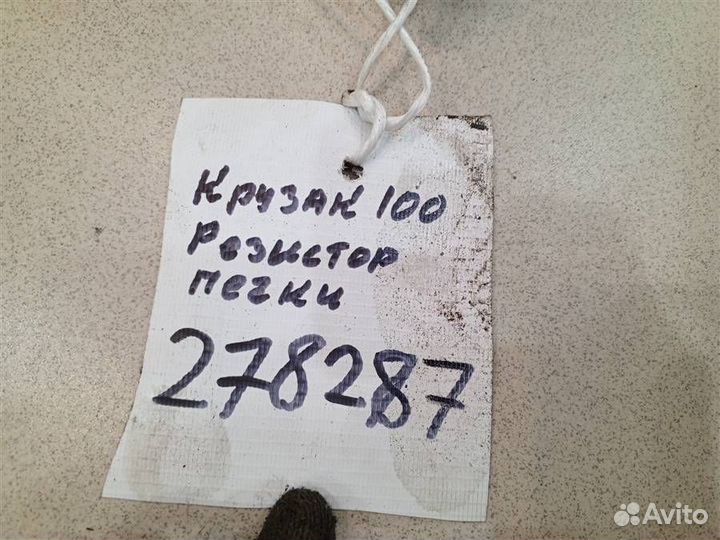 Крузак 100
Резистор
печки
278287
Avito